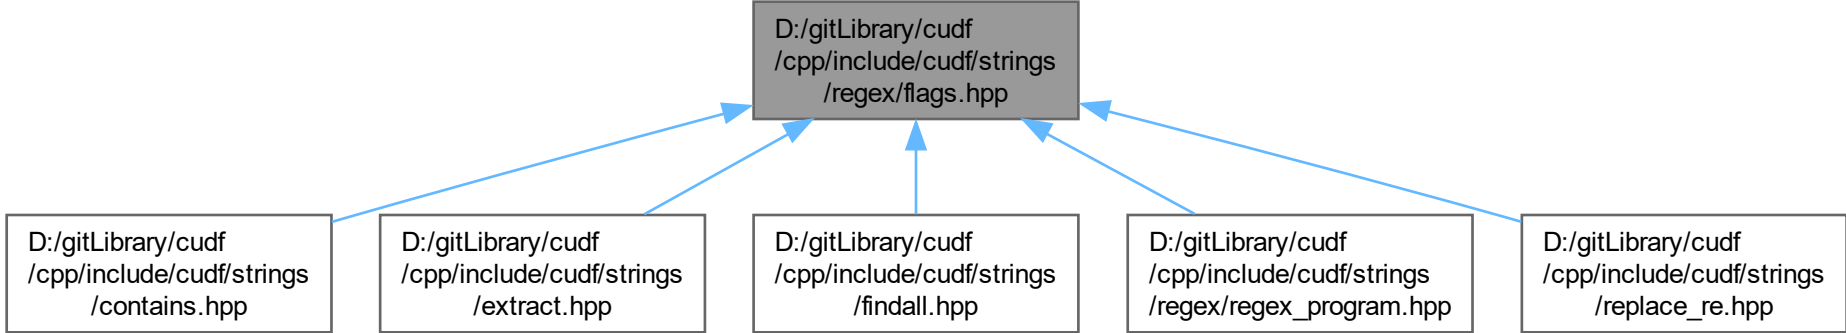 D:/gitLibrary/cudf
/cpp/include/cudf/strings
/regex/flags.hpp
D:/gitLibrary/cudf
/cpp/include/cudf/strings
/contains.hpp
D:/gitLibrary/cudf
/cpp/include/cudf/strings
/extract.hpp
D:/gitLibrary/cudf
/cpp/include/cudf/strings
/findall.hpp
D:/gitLibrary/cudf
/cpp/include/cudf/strings
/regex/regex_program.hpp
D:/gitLibrary/cudf
/cpp/include/cudf/strings
/replace_re.hpp